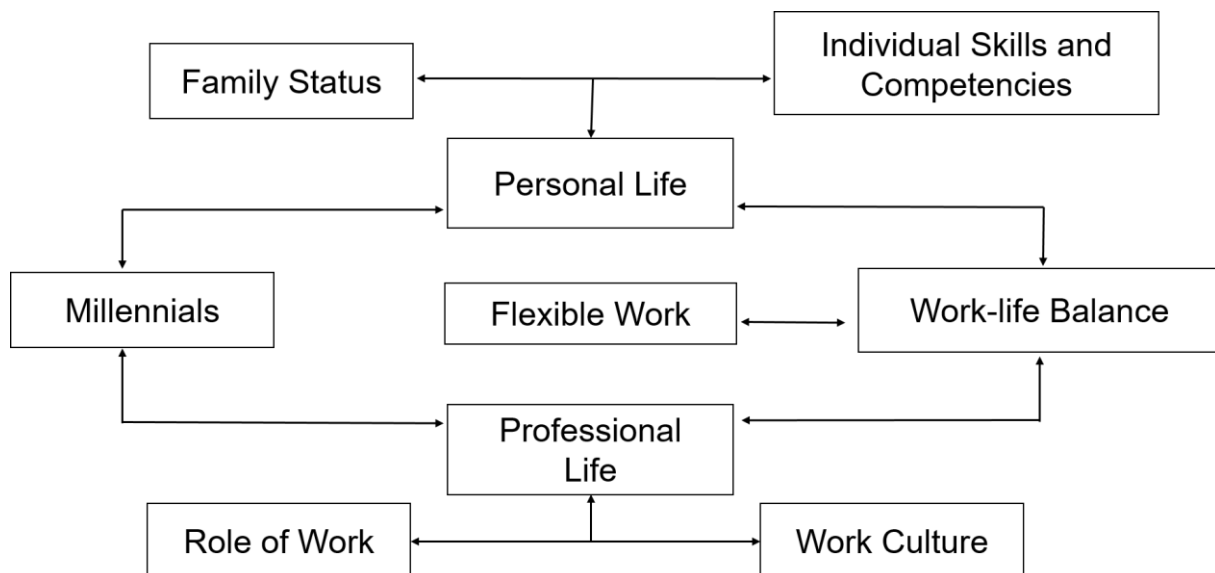 Family Status
Individual Skills and
Competencies
Personal Life
Millennials
Flexible Work
Work-life Balance
Professional
Life
Role of Work
Work Culture